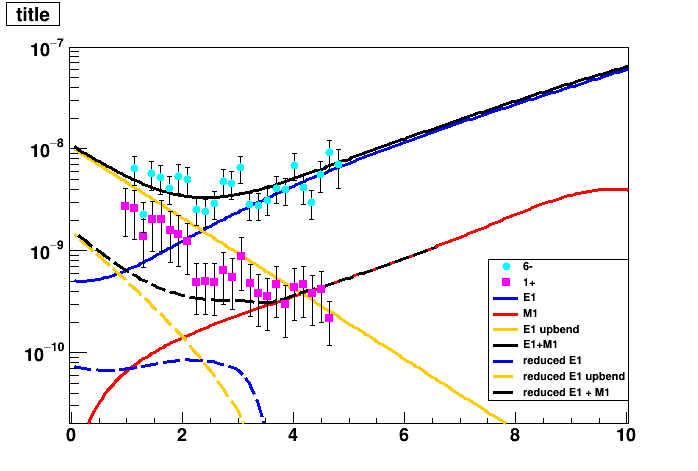 title
10^-7
10^-8
10^-9
10^-10
6-
1+
E1
M1
E1 upbend
E1+M1
reduced E1
reduced E1 upbend
reduced E1 + M1
0 2 4 6 8 10